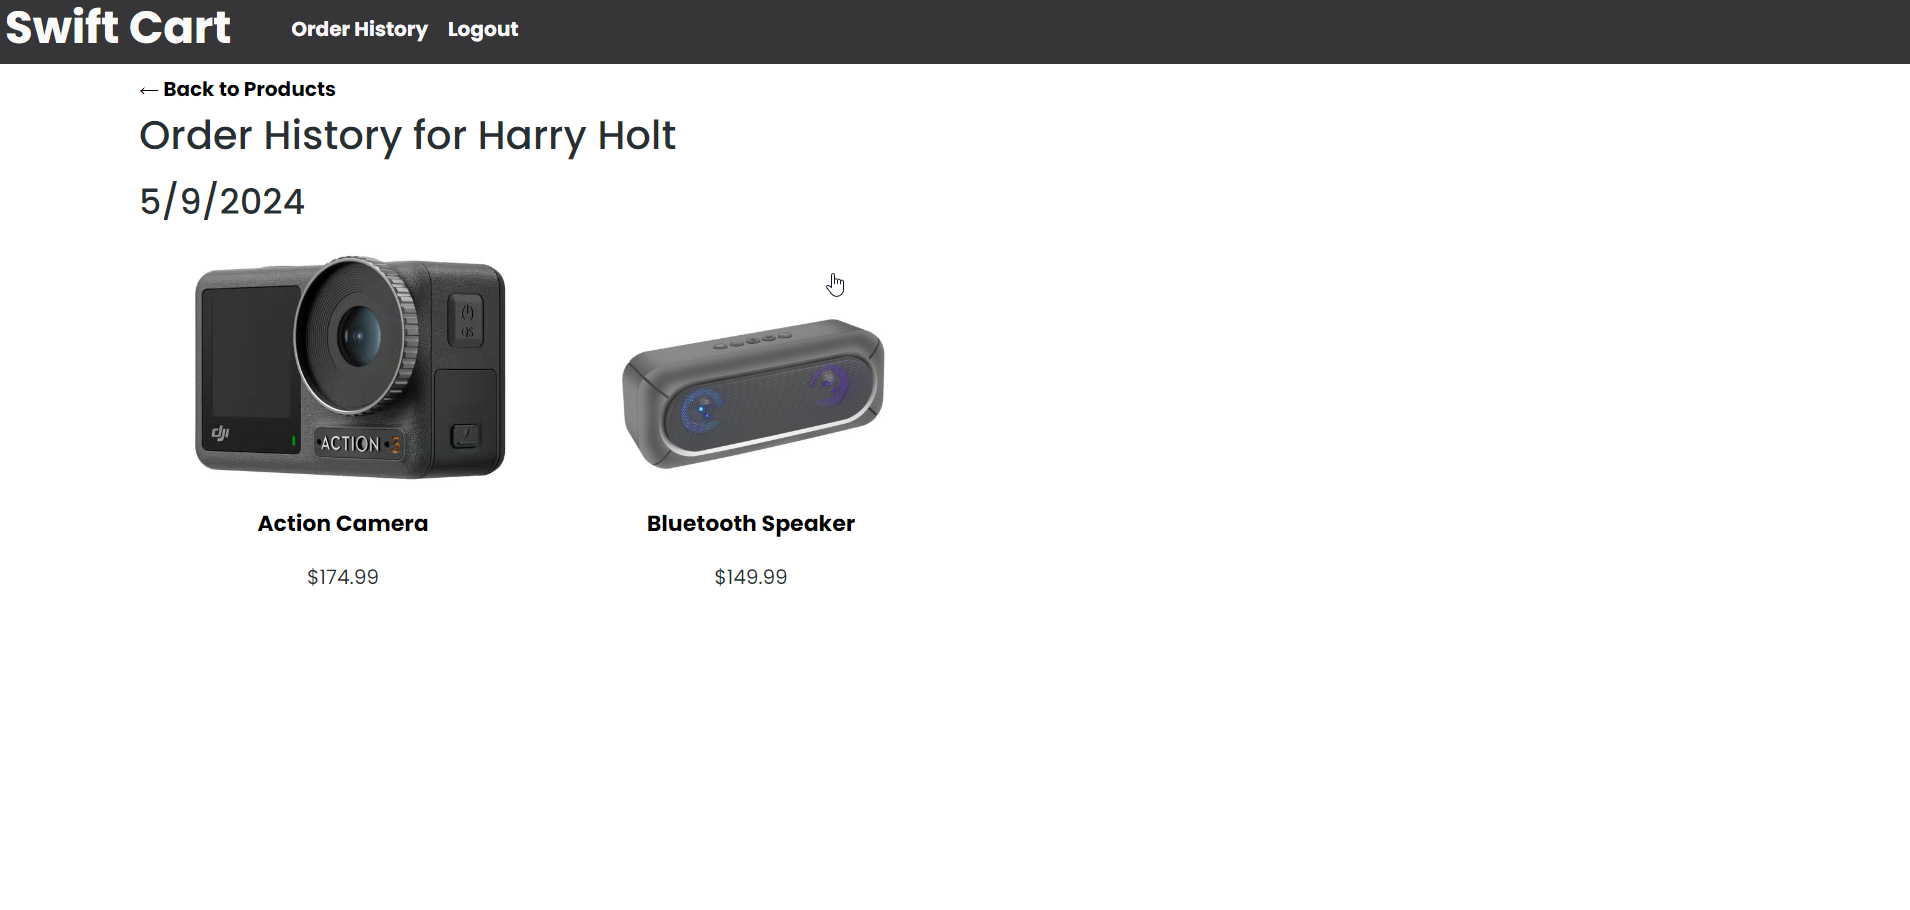 Swift Cart Order History Logout
← Back to Products
Order History for Harry Holt
5/9/2024
QS
dji
ACTION 3
Action Camera Bluetooth Speaker
$174.99 $149.99